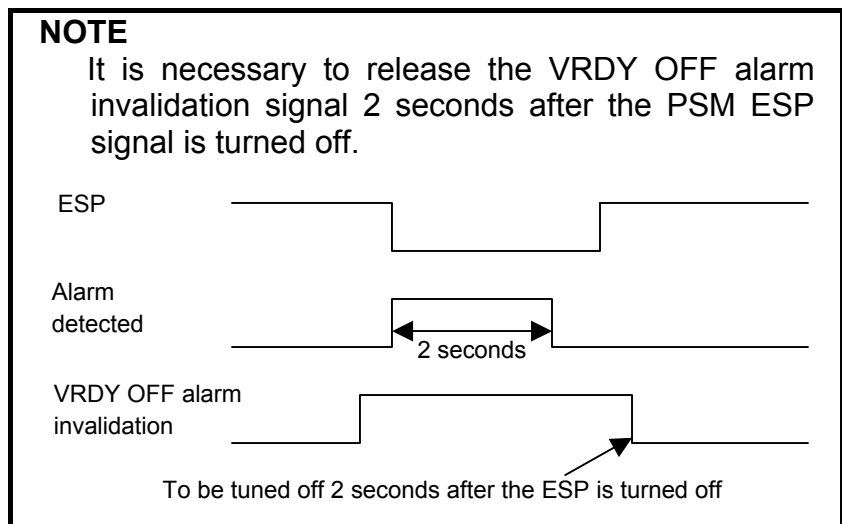 NOTE
It is necessary to release the VRDY OFF alarm
invalidation signal 2 seconds after the PSM ESP
signal is turned off.
ESP
Alarm
detected
2 seconds
VRDY OFF alarm
invalidation
To be tuned off 2 seconds after the ESP is turned off